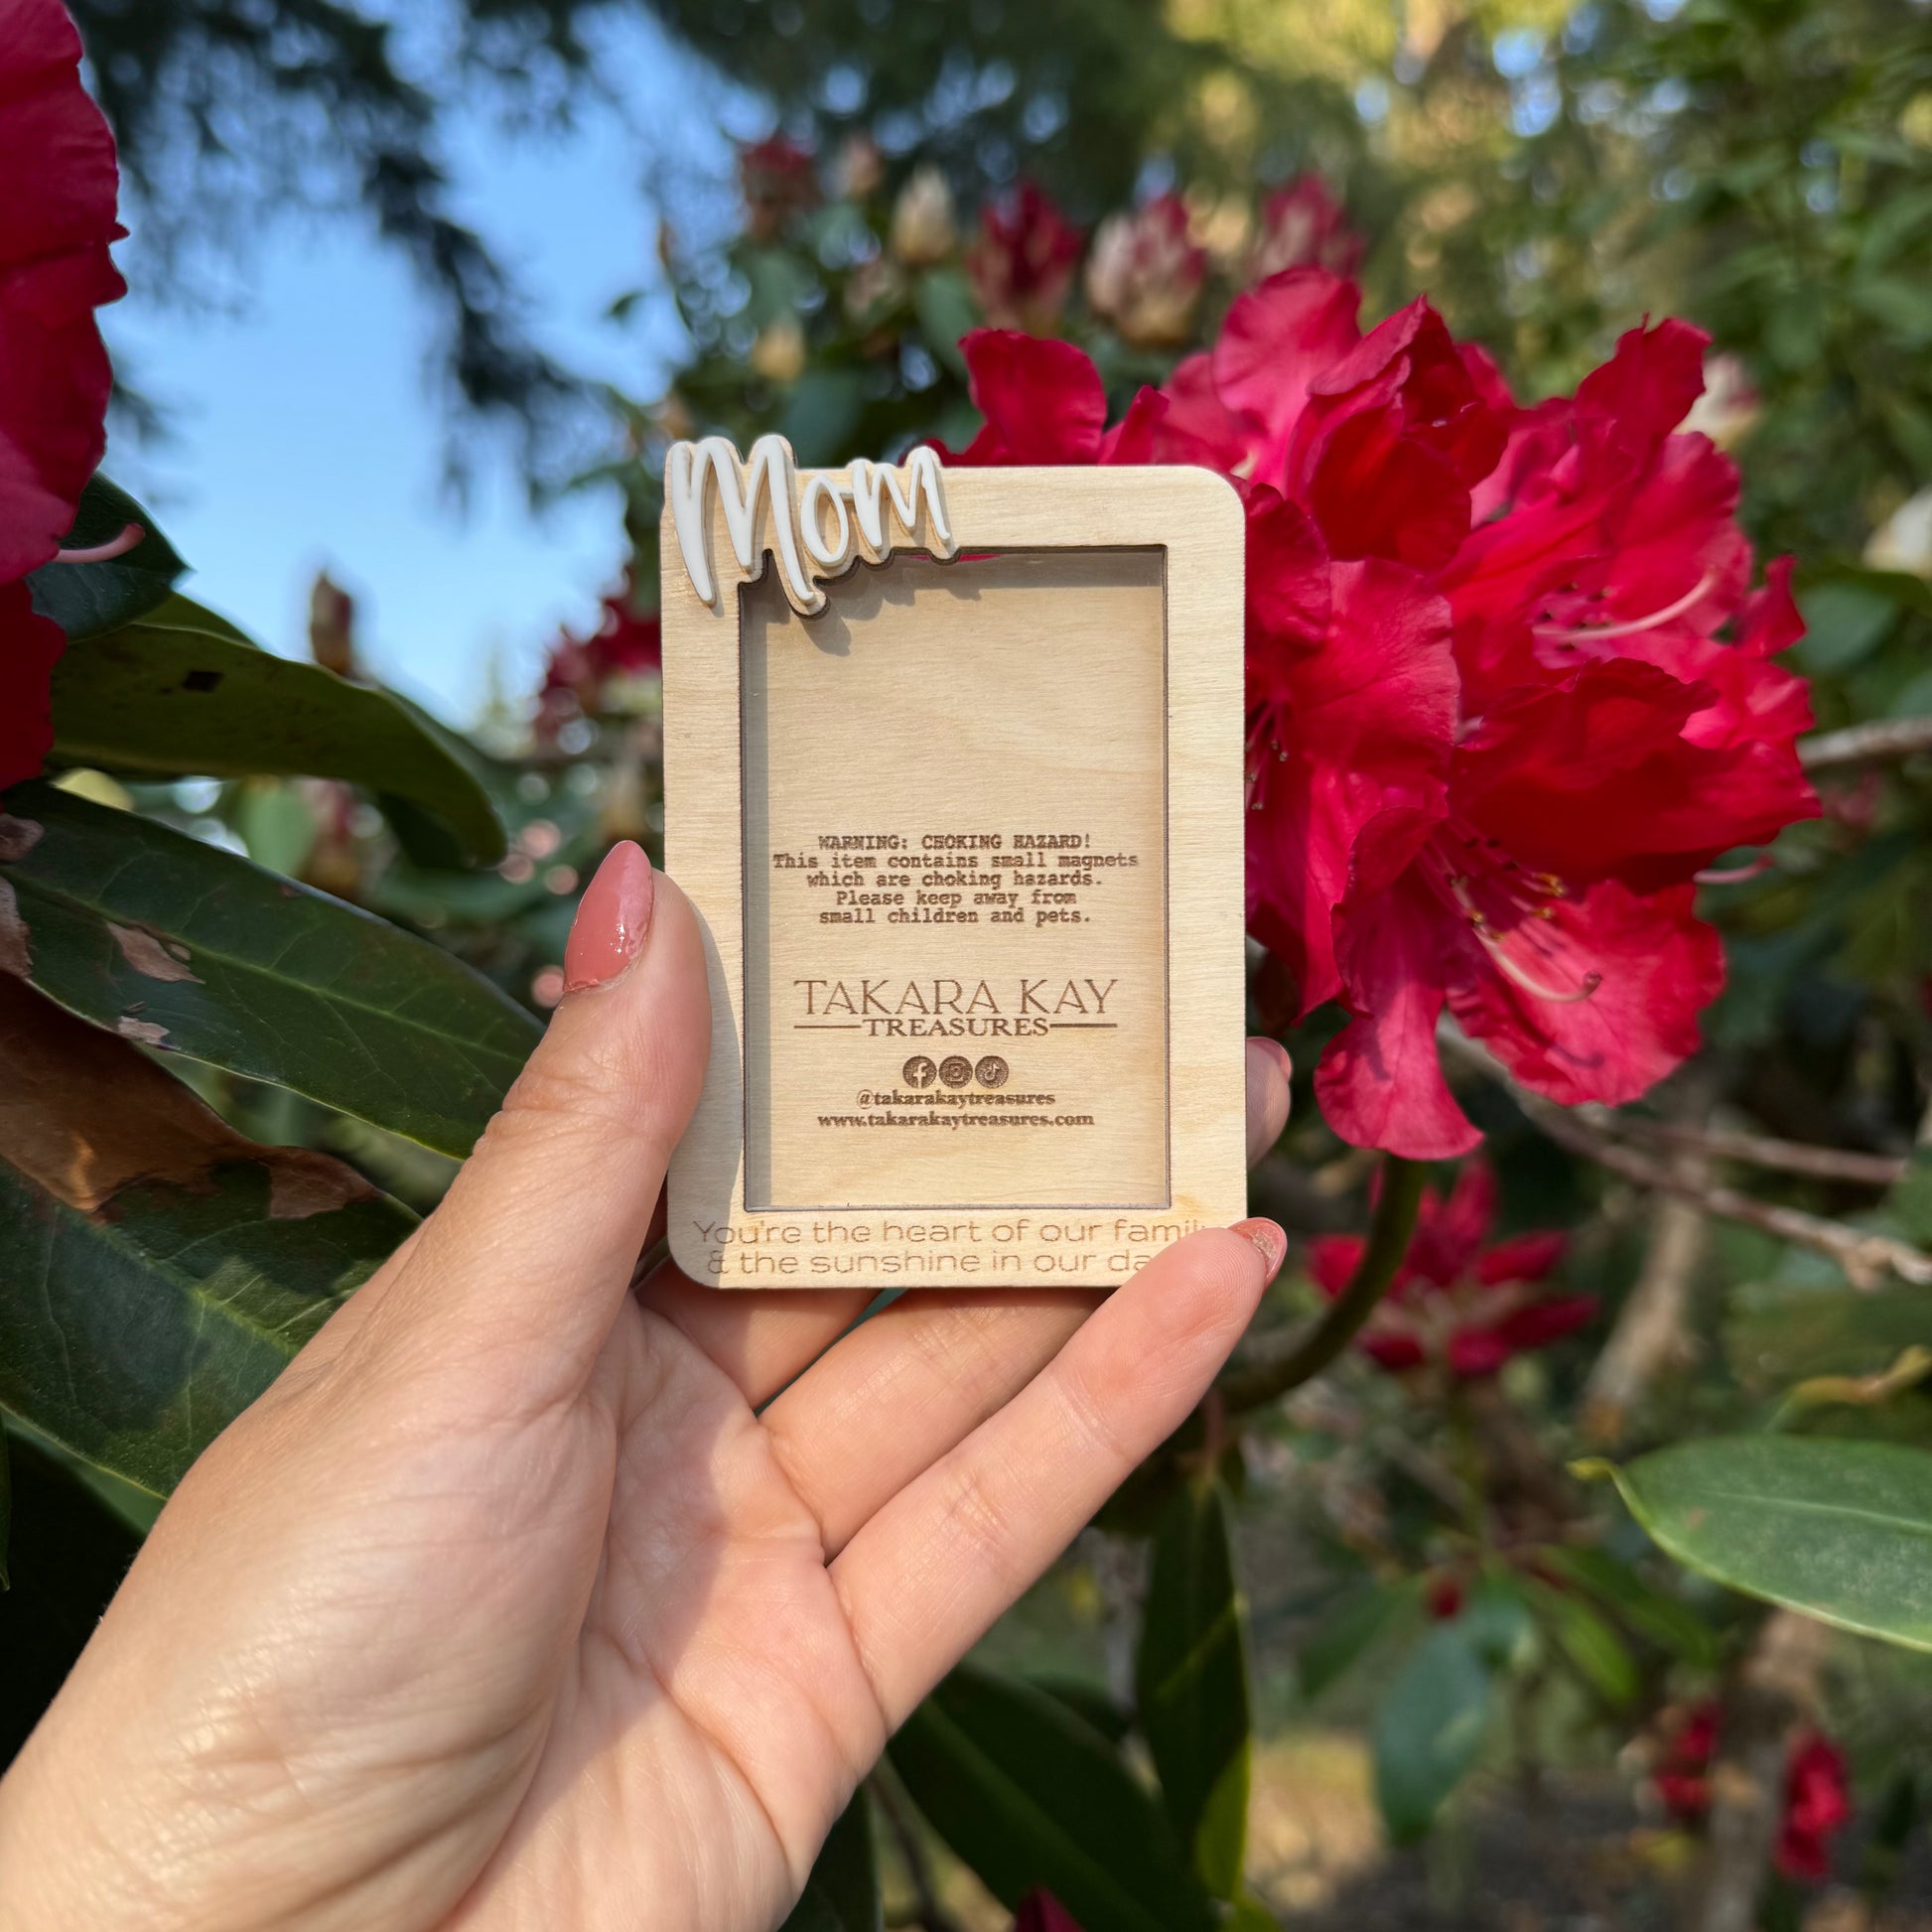 Mom
WARNING: CHOKING HAZARD!
This item contains small magnets
which are choking hazards.
Please keep away from
small children and pets.
TAKARA KAY
TREASURES
@takarakaytreasures
www.takarakaytreasures.com
You're the heart of our
& the sunshine in our